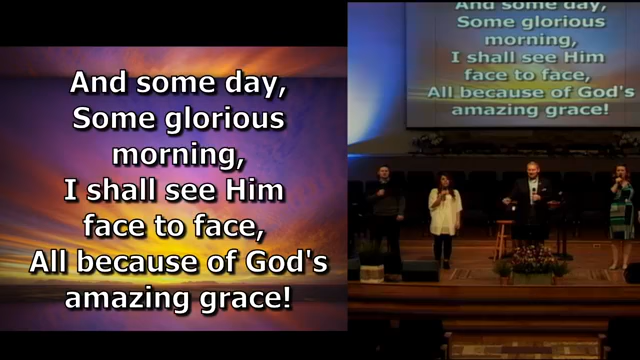 And some day,
Some glorious
morning,
I shall see Him
face to face,
All because of God's
amazing grace!
And some day,
Some glorious
morning,
I shall see Him
face to face,
All because of God's
amazing grace!